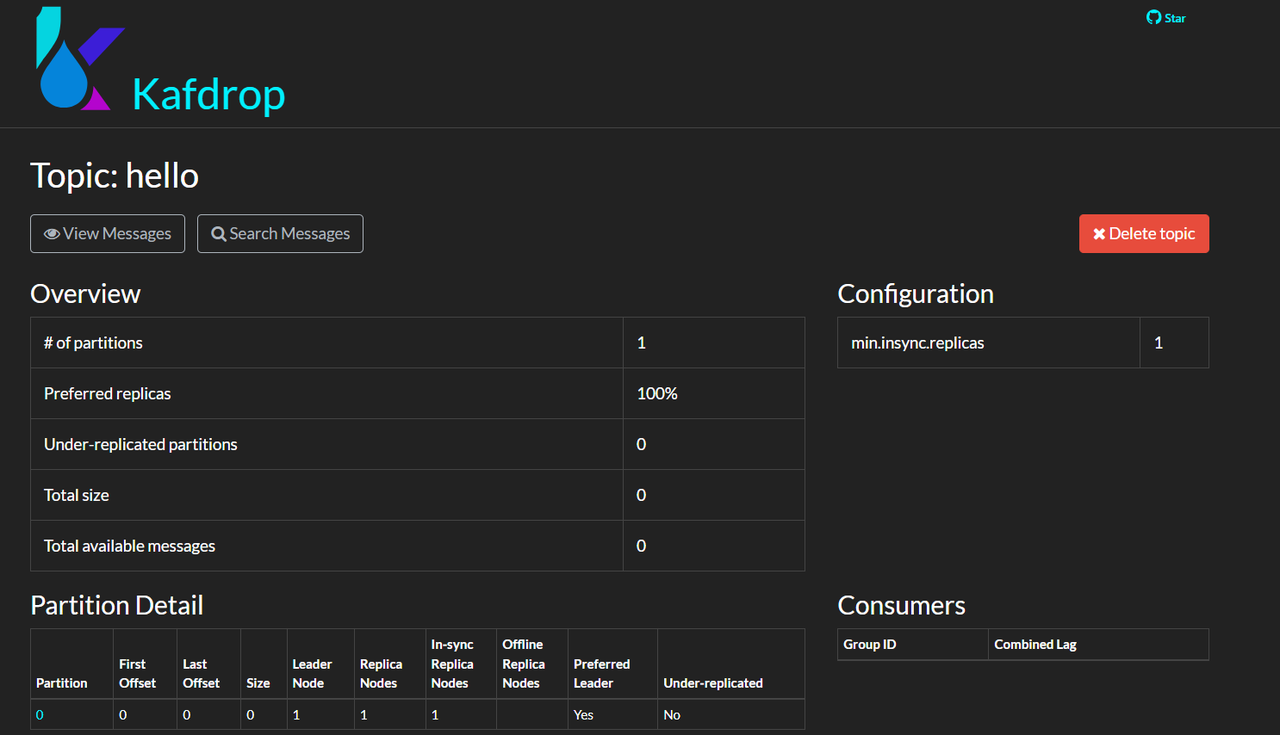 Star
Kafdrop
Topic: hello
View Messages
Search Messages
Delete topic
Overview
# of partitions 1
Preferred replicas 100%
Under-replicated partitions 0
Total size 0
Total available messages 0
Configuration
min.insync.replicas 1
Partition Detail
Partition First Offset Last Offset Size Leader Node Replica Nodes In-sync Replica Nodes Offline Replica Nodes Preferred Leader Under-replicated
0 0 0 0 1 1 1 Yes No
Consumers
Group ID Combined Lag